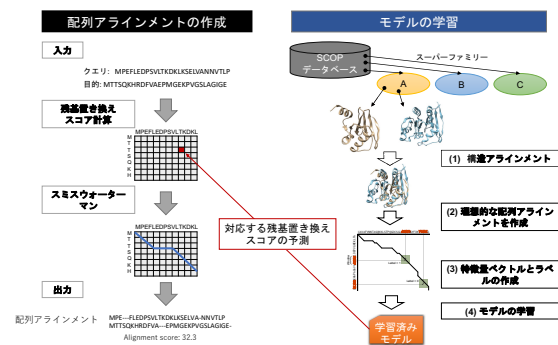 配列アラインメントの作成
入力
クエリ: MPEFLEDPSVLTKDKLKSELVANNVTLP
目的: MTTSQKHRDFVAEPMGEKPVGSLAGIGE
残基置き換え
スコア計算
MPEFLEDPSVLTKDKL
M
T
T
S
Q
K
H
スミスウォーター
マン
MPEFLEDPSVLTKDKL
M
T
T
S
Q
K
H
出力
配列アラインメント
MPE---FLEDPSVLTKDKLKSELVA-NNVTLP
MTTSQKHRDFVA---EPMGEKPVGSLAGIGE-
Alignment score: 32.3
対応する残基置き換え
スコアの予測
モデルの学習
SCOP
データベース
スーパーファミリー
A
B
C
(1) 構造アラインメント
(2) 理想的な配列アライン
メントを作成
(3) 特徴量ベクトルとラベ
ルの作成
(4) モデルの学習
学習済み
モデル